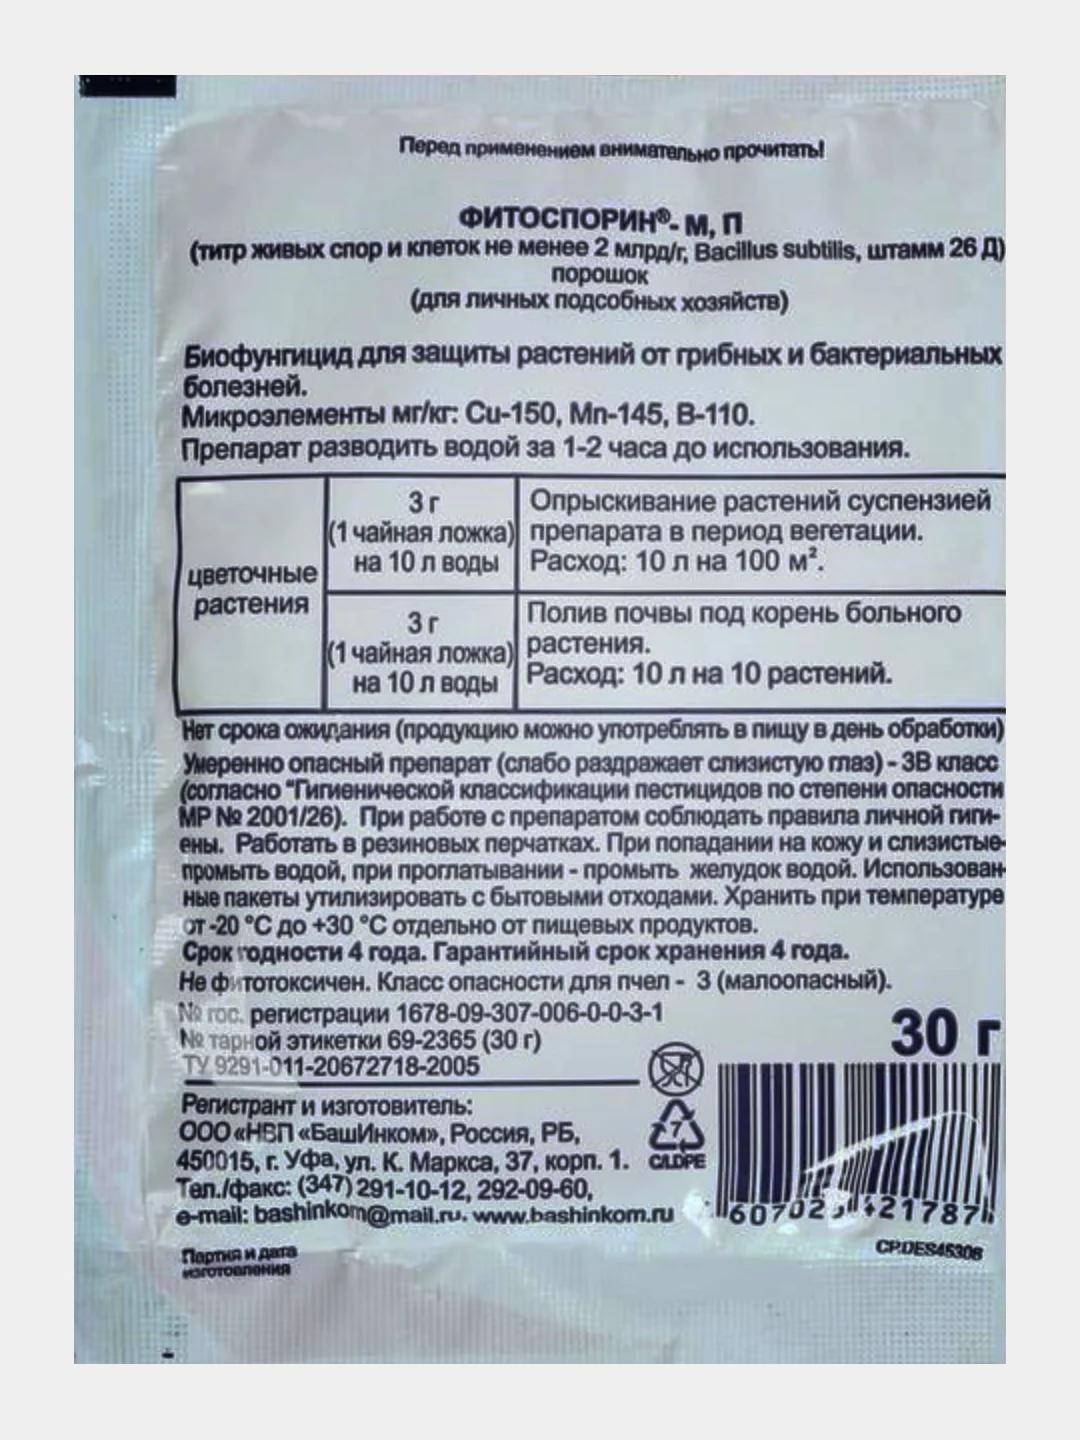 Перед применением внимательно прочитать!
ФИТОСПОРИН®- М, П
(титр живых спор и клеток не менее 2 млрд/г, Bacillus subtilis, штамм 26 Д)
порошок
(для личных подсобных хозяйств)
Биофунгицид для защиты растений от грибных и бактериальных
болезней.
Микроэлементы мг/кг: Cu-150, Mn-145, B-110.
Препарат разводить водой за 1-2 часа до использования.
цветочные
растения
3 г
(1 чайная ложка)
на 10 л воды
Опрыскивание растений суспензией
препарата в период вегетации.
Расход: 10 л на 100 м².
3 г
(1 чайная ложка)
на 10 л воды
Полив почвы под корень больного
растения.
Расход: 10 л на 10 растений.
Нет срока ожидания (продукцию можно употреблять в пищу в день обработки)
Умеренно опасный препарат (слабо раздражает слизистую глаз) - 3В класс
(согласно "Гигиенической классификации пестицидов по степени опасности
МР № 2001/26). При работе с препаратом соблюдать правила личной гиги-
ены. Работать в резиновых перчатках. При попадании на кожу и слизистые-
промыть водой, при проглатывании - промыть желудок водой. Использован-
ные пакеты утилизировать с бытовыми отходами. Хранить при температуре
от -20 °С до +30 °С отдельно от пищевых продуктов.
Срок годности 4 года. Гарантийный срок хранения 4 года.
Не фитотоксичен. Класс опасности для пчел - 3 (малоопасный).
№ гос. регистрации 1678-09-307-006-0-0-3-1
№ тарной этикетки 69-2365 (30 г)
ТУ 9291-011-20672718-2005
30 г
Регистрант и изготовитель:
ООО «НВП «БашИнком», Россия, РБ,
450015, г. Уфа, ул. К. Маркса, 37, корп. 1.
Тел./факс: (347) 291-10-12, 292-09-60,
e-mail: bashinkom@mail.ru. www.bashinkom.ru
7
C/LDPE
CP.DES45306
Партия и дата
изготовления